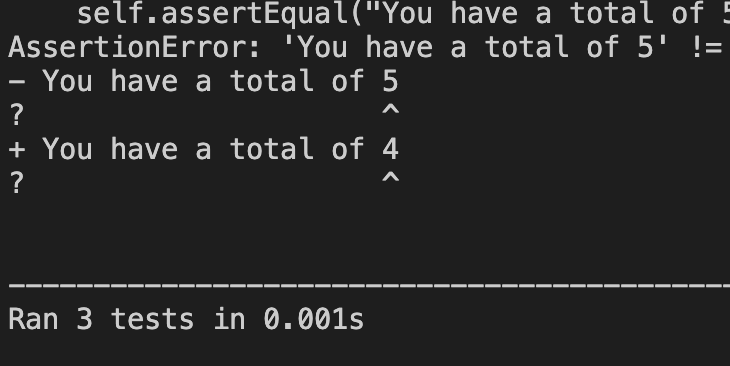 self.assertEqual("You have a total of 5
AssertionError: 'You have a total of 5' !=
- You have a total of 5
?                     ^
+ You have a total of 4
?                     ^
----------------------------------------
Ran 3 tests in 0.001s